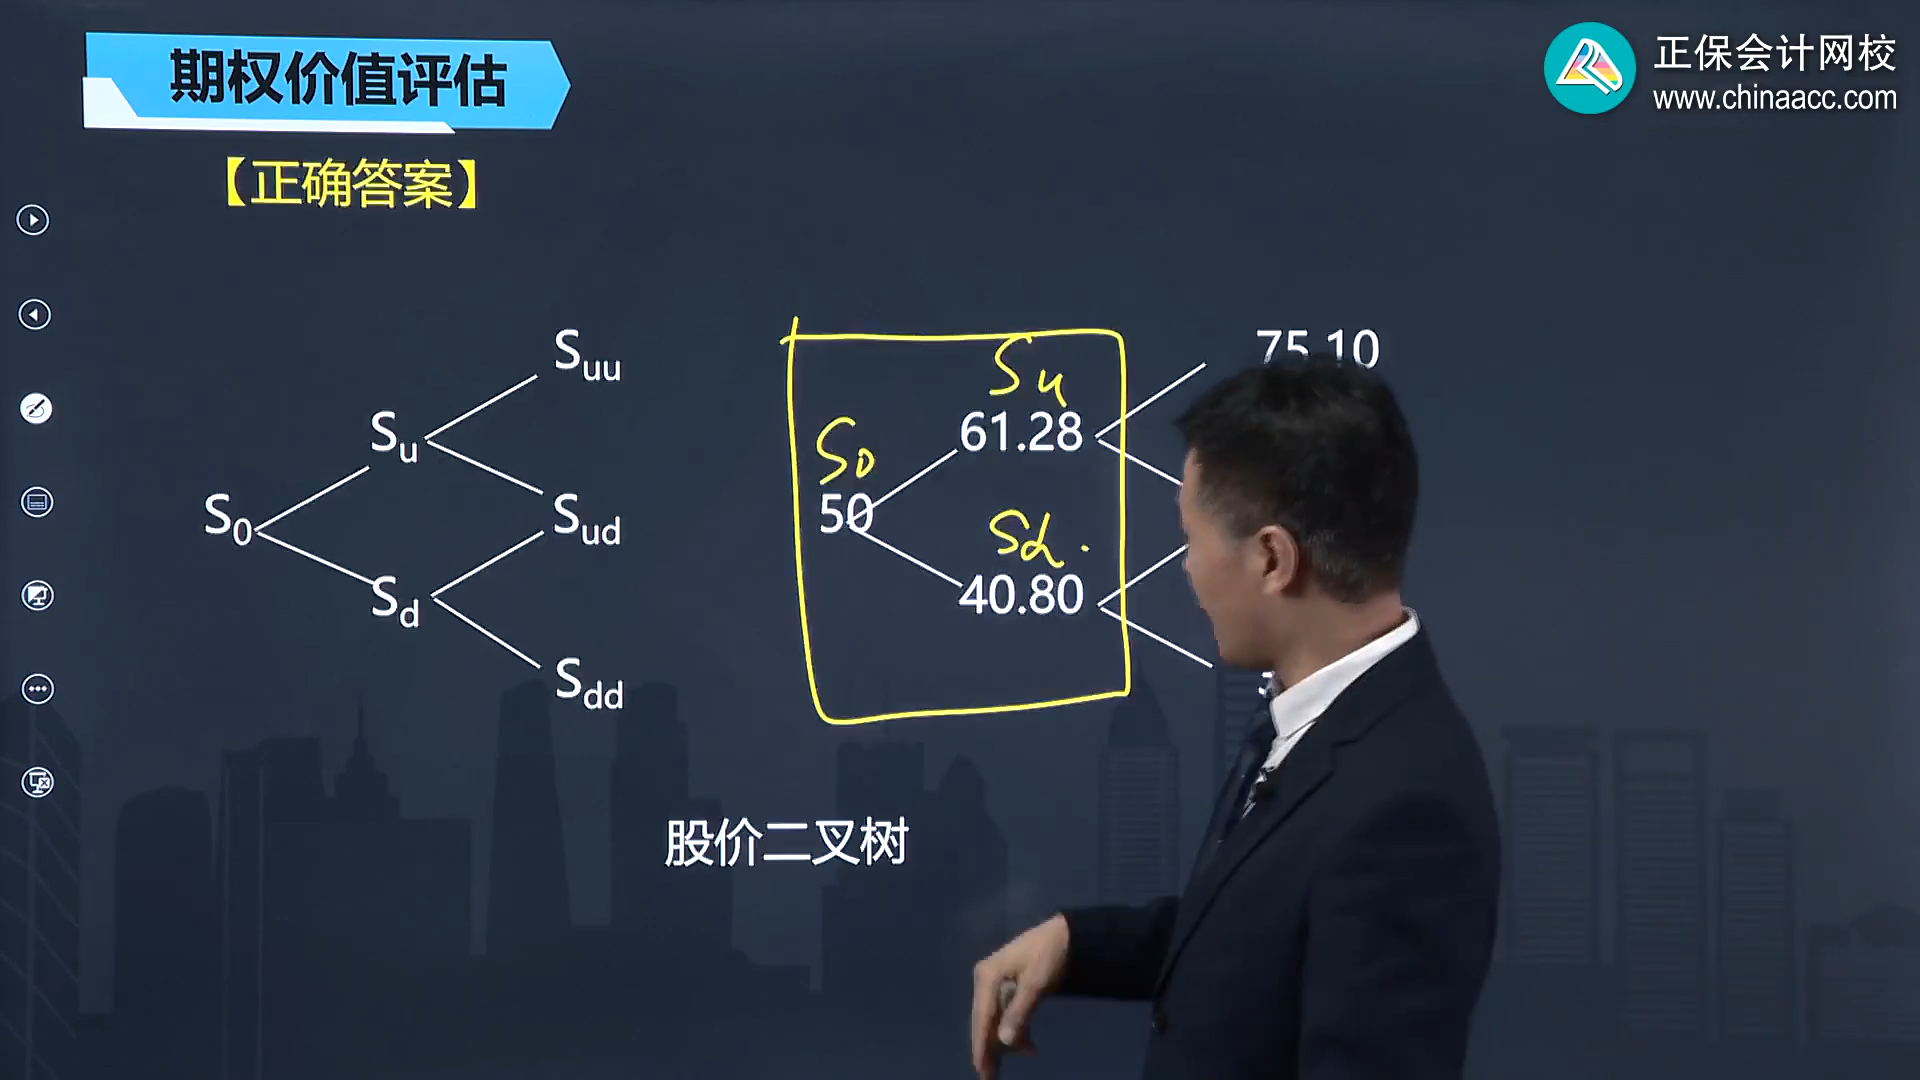 期权价值评估
正保会计网校
www.chinaacc.com
【正确答案】
S0
Su
Sd
Suu
Sud
Sdd
S0
50
Su
61.28
Sd
40.80
75.10
股价二叉树